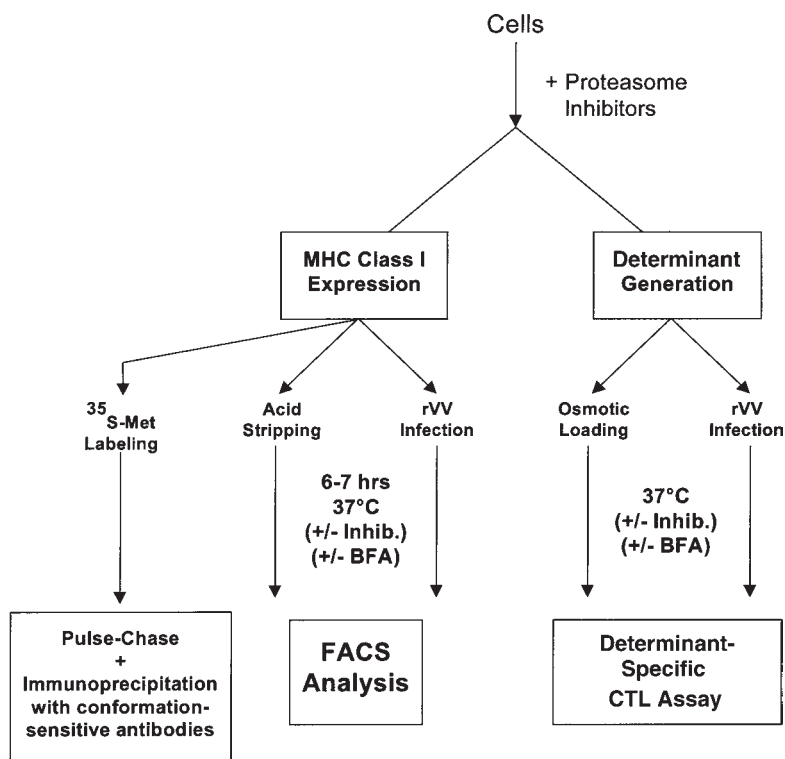 Cells
+ Proteasome
Inhibitors
MHC Class I
Expression
Determinant
Generation
35
S-Met
Labeling
Acid
Stripping
rVV
Infection
Osmotic
Loading
rVV
Infection
6-7 hrs
37°C
(+/- Inhib.)
(+/- BFA)
37°C
(+/- Inhib.)
(+/- BFA)
Pulse-Chase
+
Immunoprecipitation
with conformation-
sensitive antibodies
FACS
Analysis
Determinant-
Specific
CTL Assay